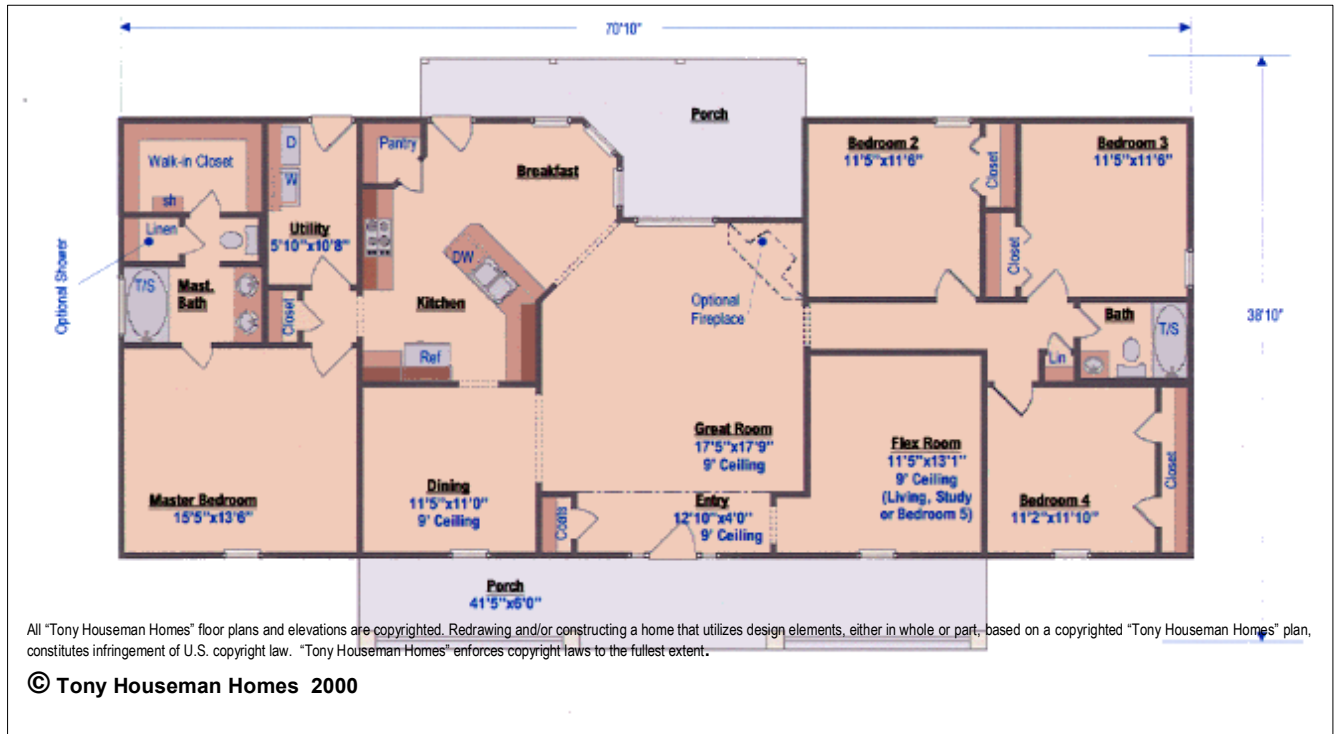 70'10"
Porch
Bedroom 2
11'5"x11'6"
Closet
Bedroom 3
11'5"x11'6"
Walk-in Closet
sh
D
W
Pantry
Breakfast
Linen
Utility
5'10"x10'8"
Optional Shower
T/S
Mast.
Bath
Closet
DW
Kitchen
Ref
Optional
Fireplace
Closet
Bath
T/S
Lin
38'10"
Great Room
17'5"x17'9"
9' Ceiling
Flex Room
11'5"x13'1"
9' Ceiling
(Living, Study
or Bedroom 5)
Master Bedroom
15'5"x13'6"
Dining
11'5"x11'0"
9' Ceiling
Coats
Entry
12'10"x4'0"
9' Ceiling
Bedroom 4
11'2"x11'10"
Closet
Porch
41'5"x6'0"
All “Tony Houseman Homes” floor plans and elevations are copyrighted. Redrawing and/or constructing a home that utilizes design elements, either in whole or part, based on a copyrighted “Tony Houseman Homes” plan,
constitutes infringement of U.S. copyright law. “Tony Houseman Homes” enforces copyright laws to the fullest extent.
© Tony Houseman Homes 2000